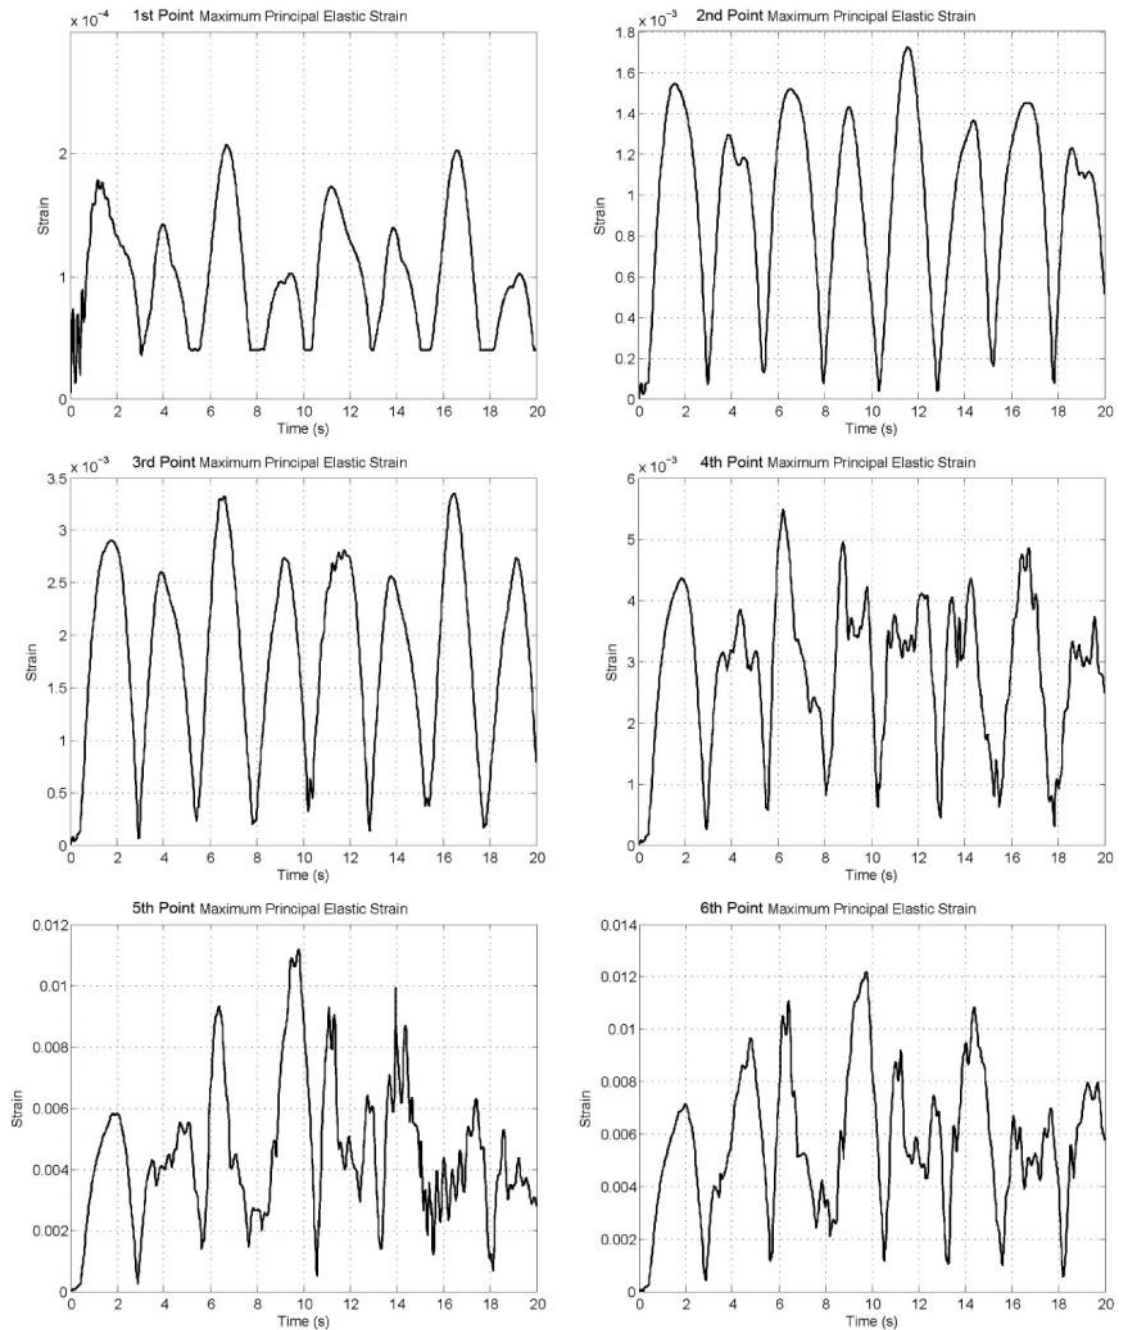 x 10⁻⁴ 1st Point Maximum Principal Elastic Strain
2
1
0
Strain
0 2 4 6 8 10 12 14 16 18 20
Time (s)
x 10⁻³ 2nd Point Maximum Principal Elastic Strain
1.8
1.6
1.4
1.2
1
0.8
0.6
0.4
0.2
0
Strain
0 2 4 6 8 10 12 14 16 18 20
Time (s)
x 10⁻³ 3rd Point Maximum Principal Elastic Strain
3.5
3
2.5
2
1.5
1
0.5
0
Strain
0 2 4 6 8 10 12 14 16 18 20
Time (s)
x 10⁻³ 4th Point Maximum Principal Elastic Strain
6
5
4
3
2
1
0
Strain
0 2 4 6 8 10 12 14 16 18 20
Time (s)
5th Point Maximum Principal Elastic Strain
0.012
0.01
0.008
0.006
0.004
0.002
0
Strain
0 2 4 6 8 10 12 14 16 18 20
Time (s)
6th Point Maximum Principal Elastic Strain
0.014
0.012
0.01
0.008
0.006
0.004
0.002
0
Strain
0 2 4 6 8 10 12 14 16 18 20
Time (s)